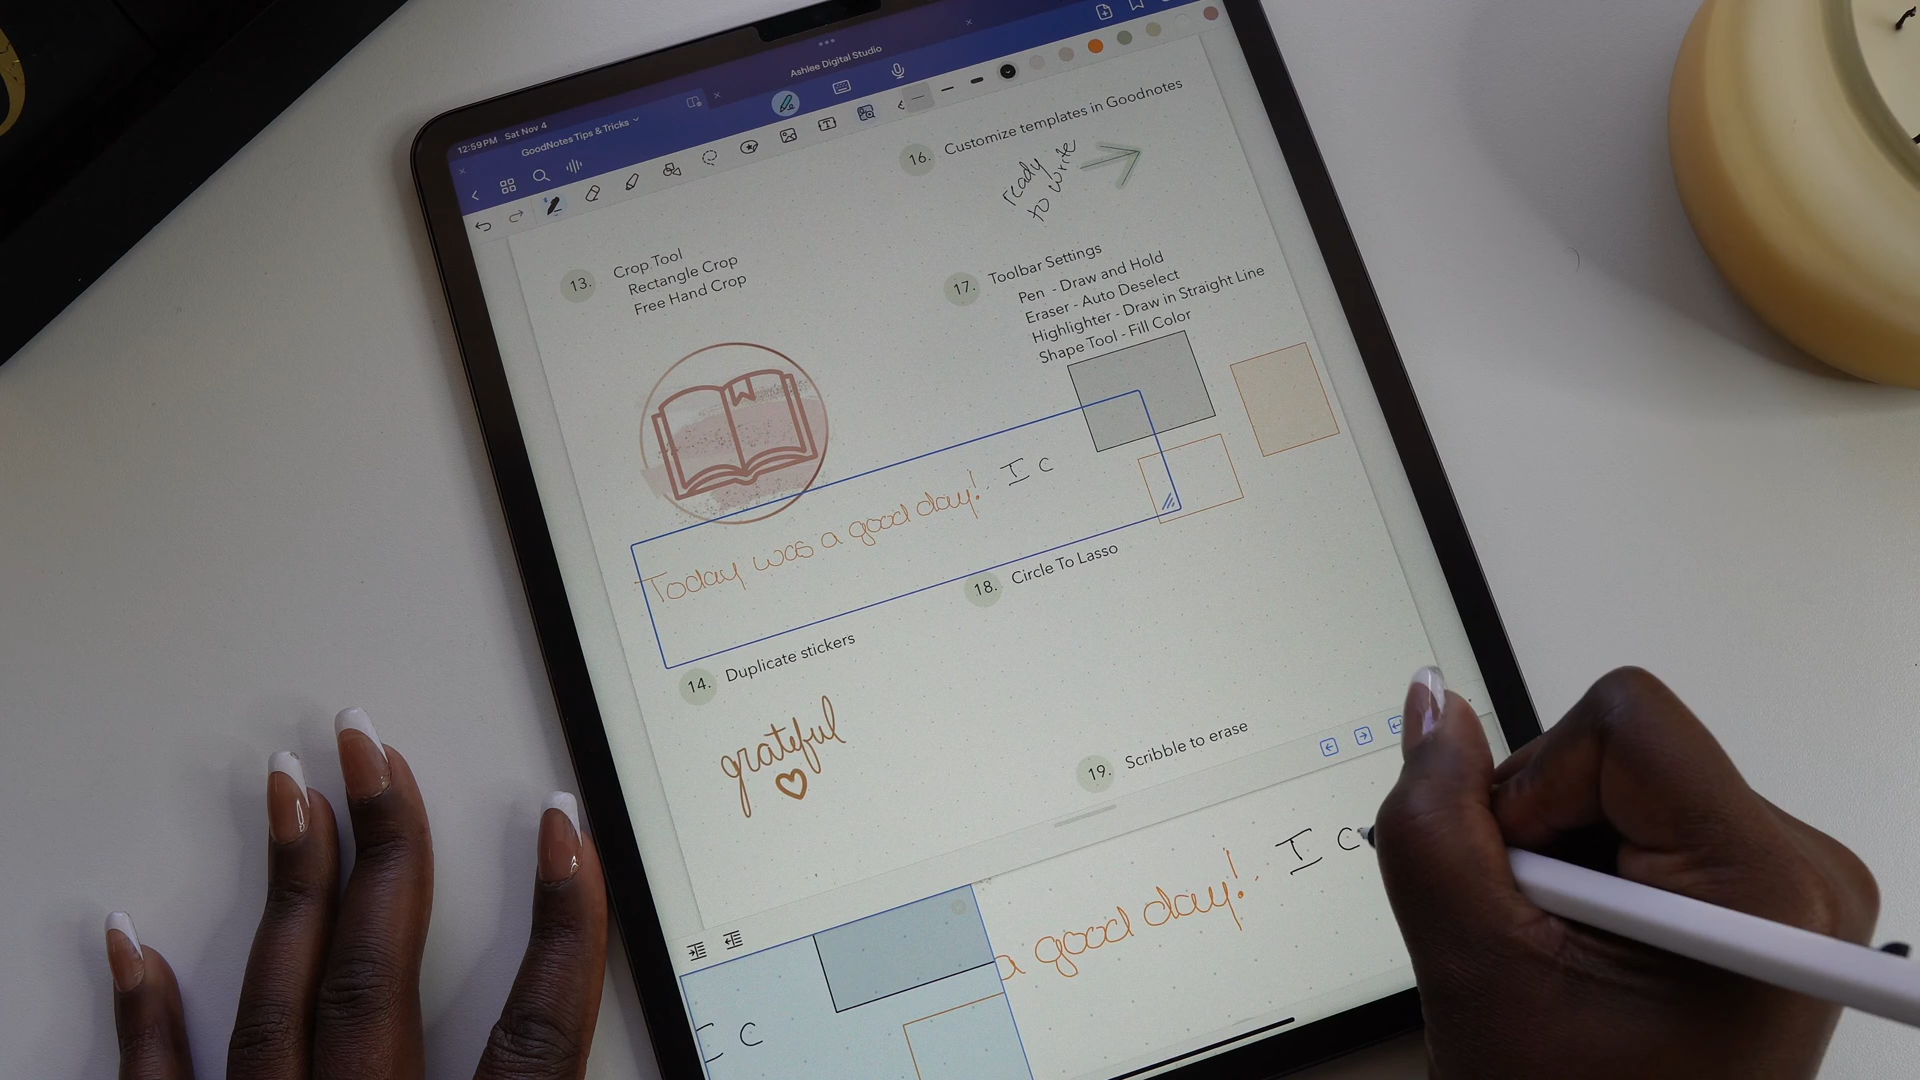 12:59 PM Sat Nov 4
Ashlee Digital Studio
GoodNotes Tips & Tricks
13. Crop Tool
Rectangle Crop
Free Hand Crop
Today was a good day! I c
14. Duplicate stickers
grateful
16. Customize templates in Goodnotes
ready
to write
17. Toolbar Settings
Pen - Draw and Hold
Eraser - Auto Deselect
Highlighter - Draw in Straight Line
Shape Tool - Fill Color
18. Circle To Lasso
19. Scribble to erase
a good day! I c
I c